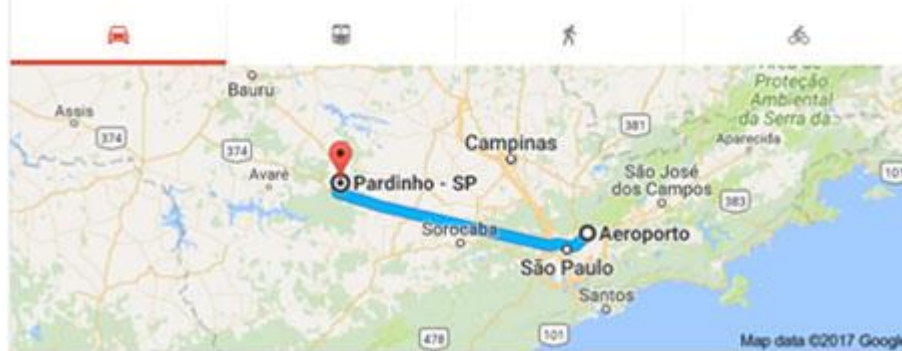 Proteção
Ambiental
da Serra da...
Bauru
Assis
374
374
381
Campinas
Aparecida
Avaré
Pardinho - SP
São José
dos Campos
101
383
Sorocaba
Aeroporto
São Paulo
Santos
478
101
Map data ©2017 Google